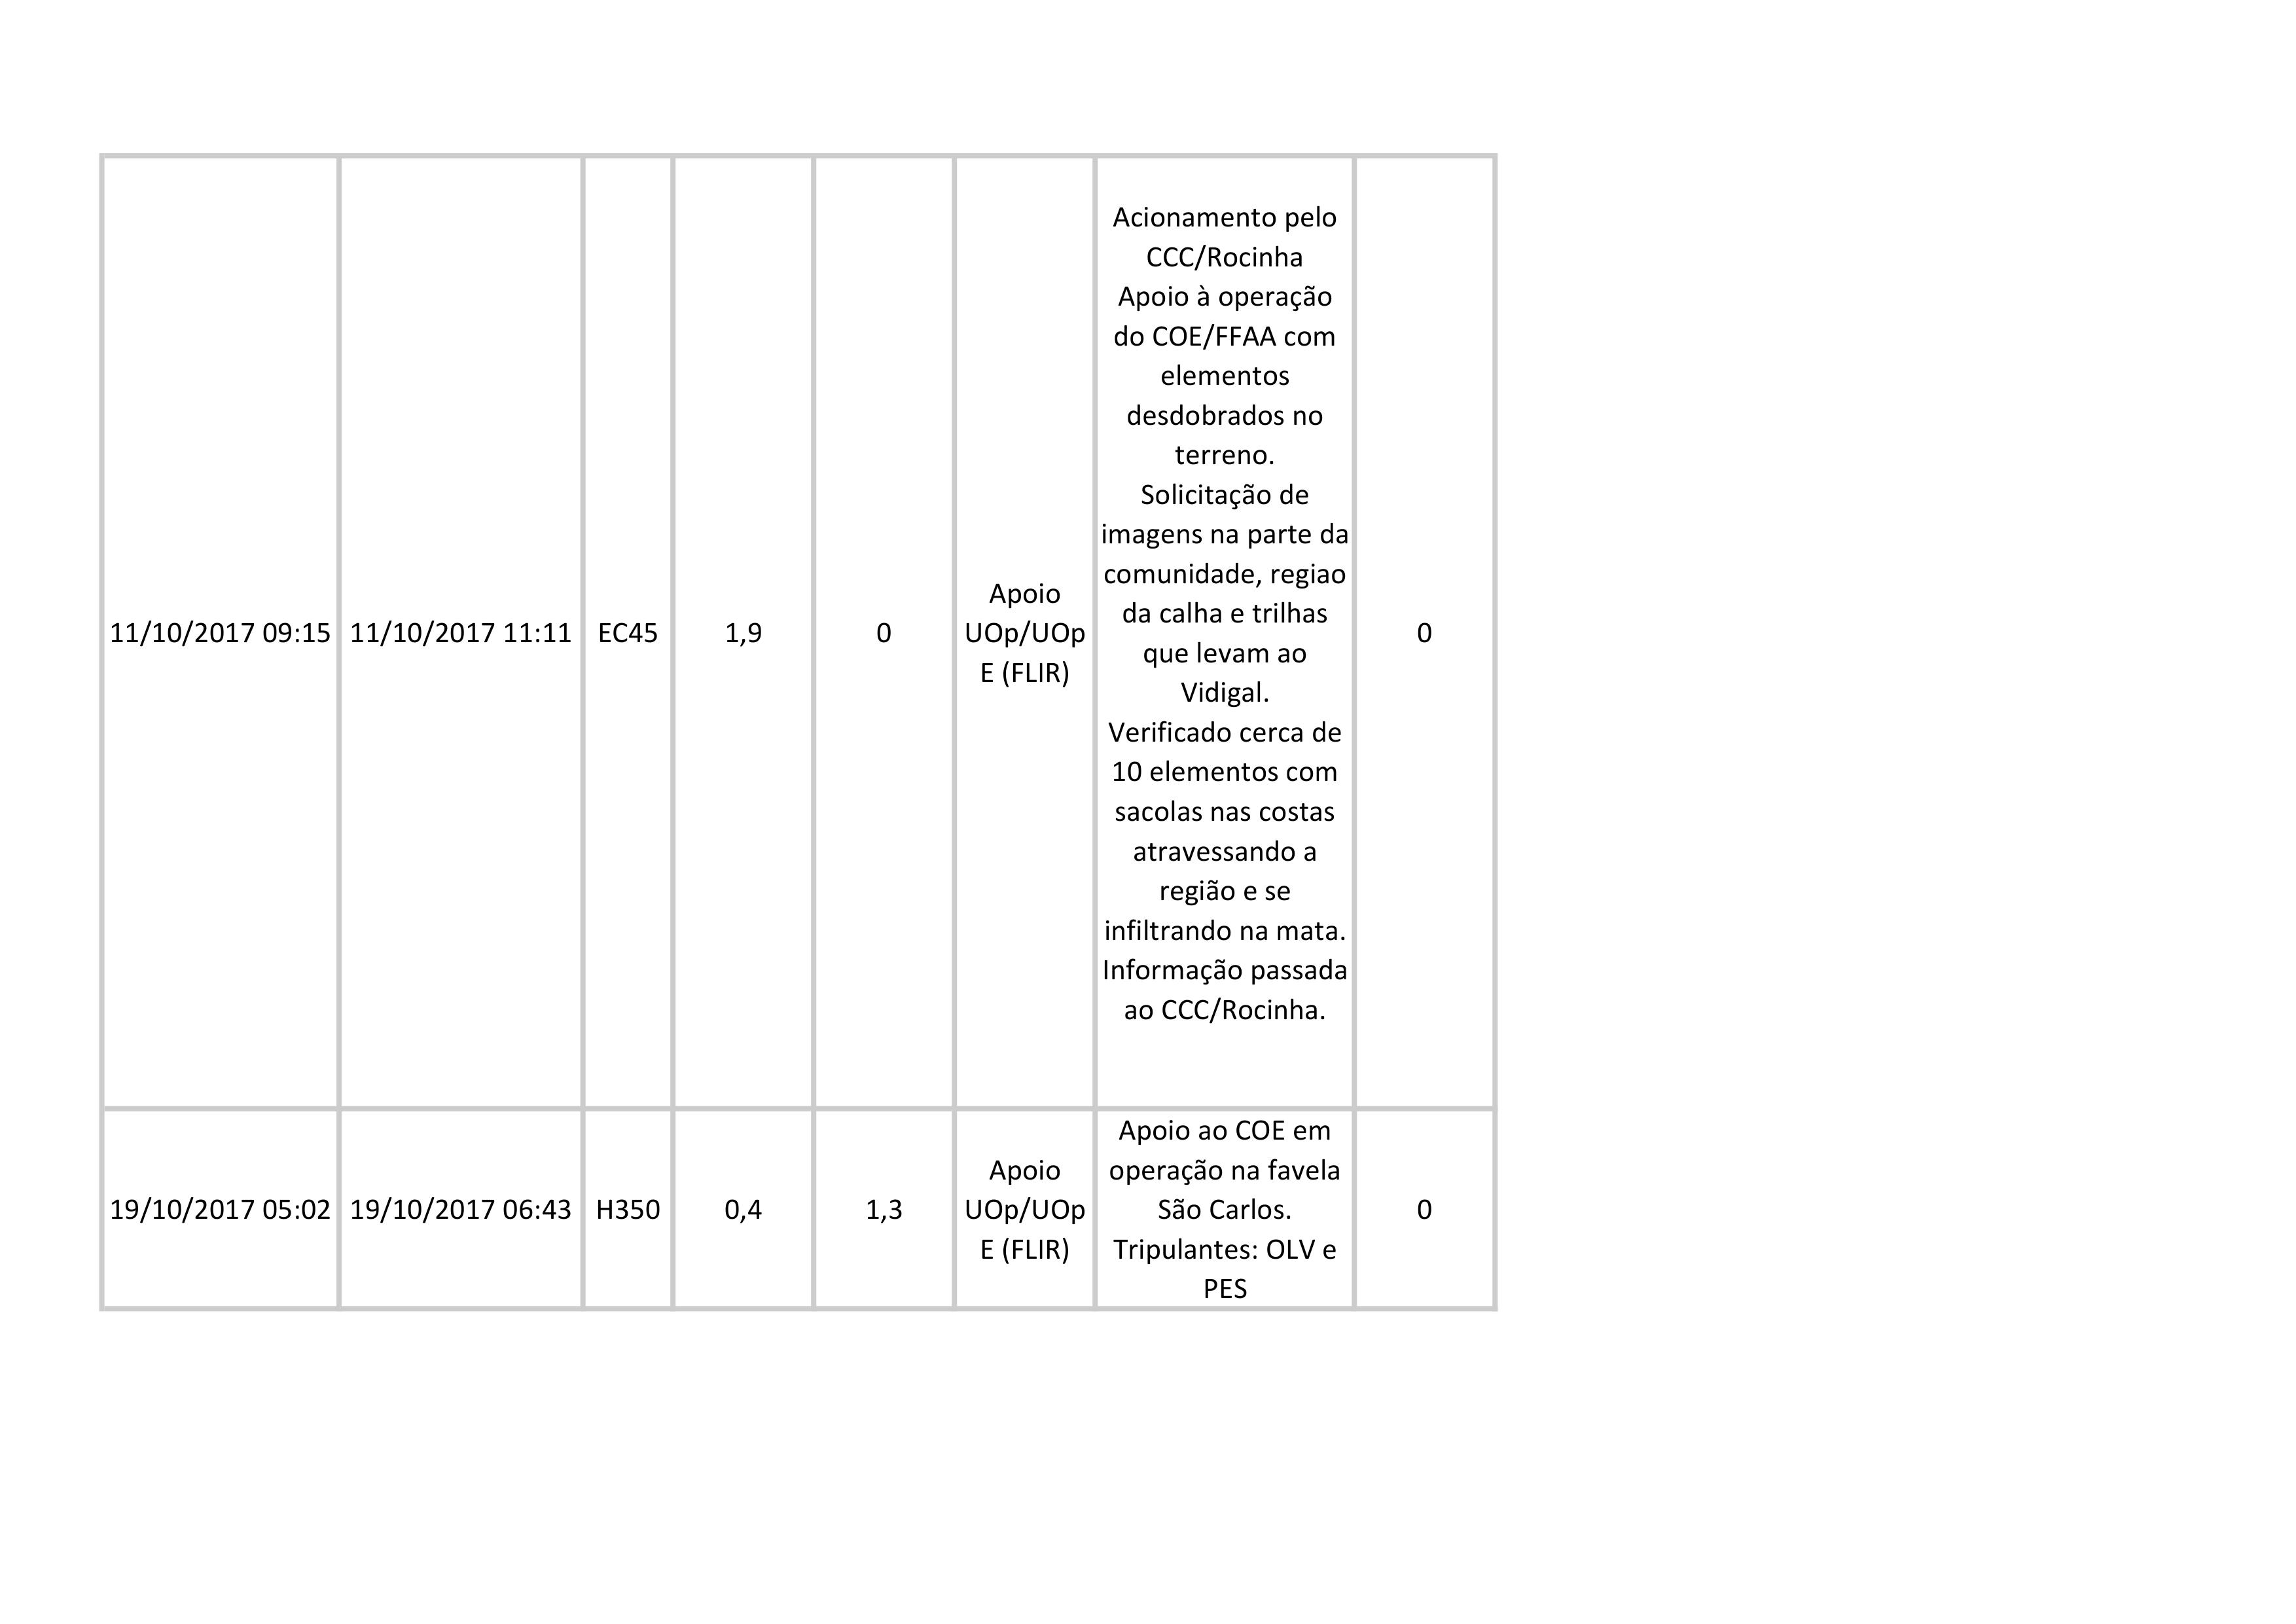 11/10/2017 09:15
11/10/2017 11:11
EC45
1,9
0
Apoio
UOp/UOp
E (FLIR)
Acionamento pelo
CCC/Rocinha
Apoio à operação
do COE/FFAA com
elementos
desdobrados no
terreno.
Solicitação de
imagens na parte da
comunidade, regiao
da calha e trilhas
que levam ao
Vidigal.
Verificado cerca de
10 elementos com
sacolas nas costas
atravessando a
região e se
infiltrando na mata.
Informação passada
ao CCC/Rocinha.
0
19/10/2017 05:02
19/10/2017 06:43
H350
0,4
1,3
Apoio
UOp/UOp
E (FLIR)
Apoio ao COE em
operação na favela
São Carlos.
Tripulantes: OLV e
PES
0